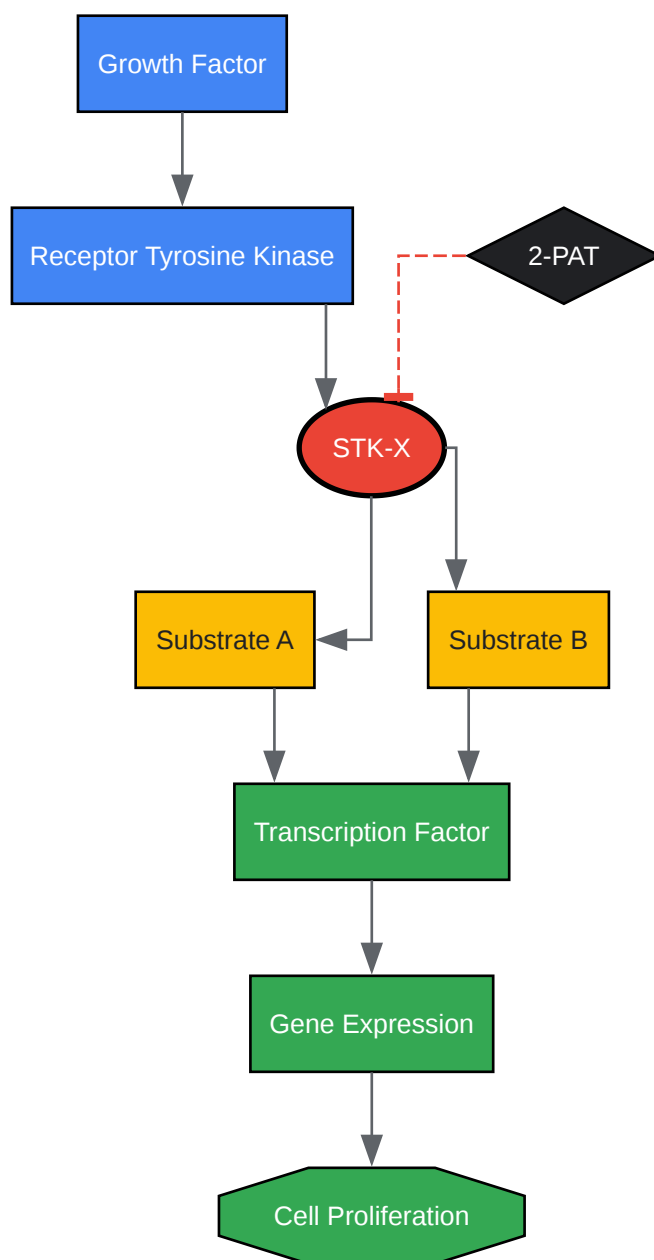 Growth Factor
Receptor Tyrosine Kinase
2-PAT
STK-X
Substrate A
Substrate B
Transcription Factor
Gene Expression
Cell Proliferation